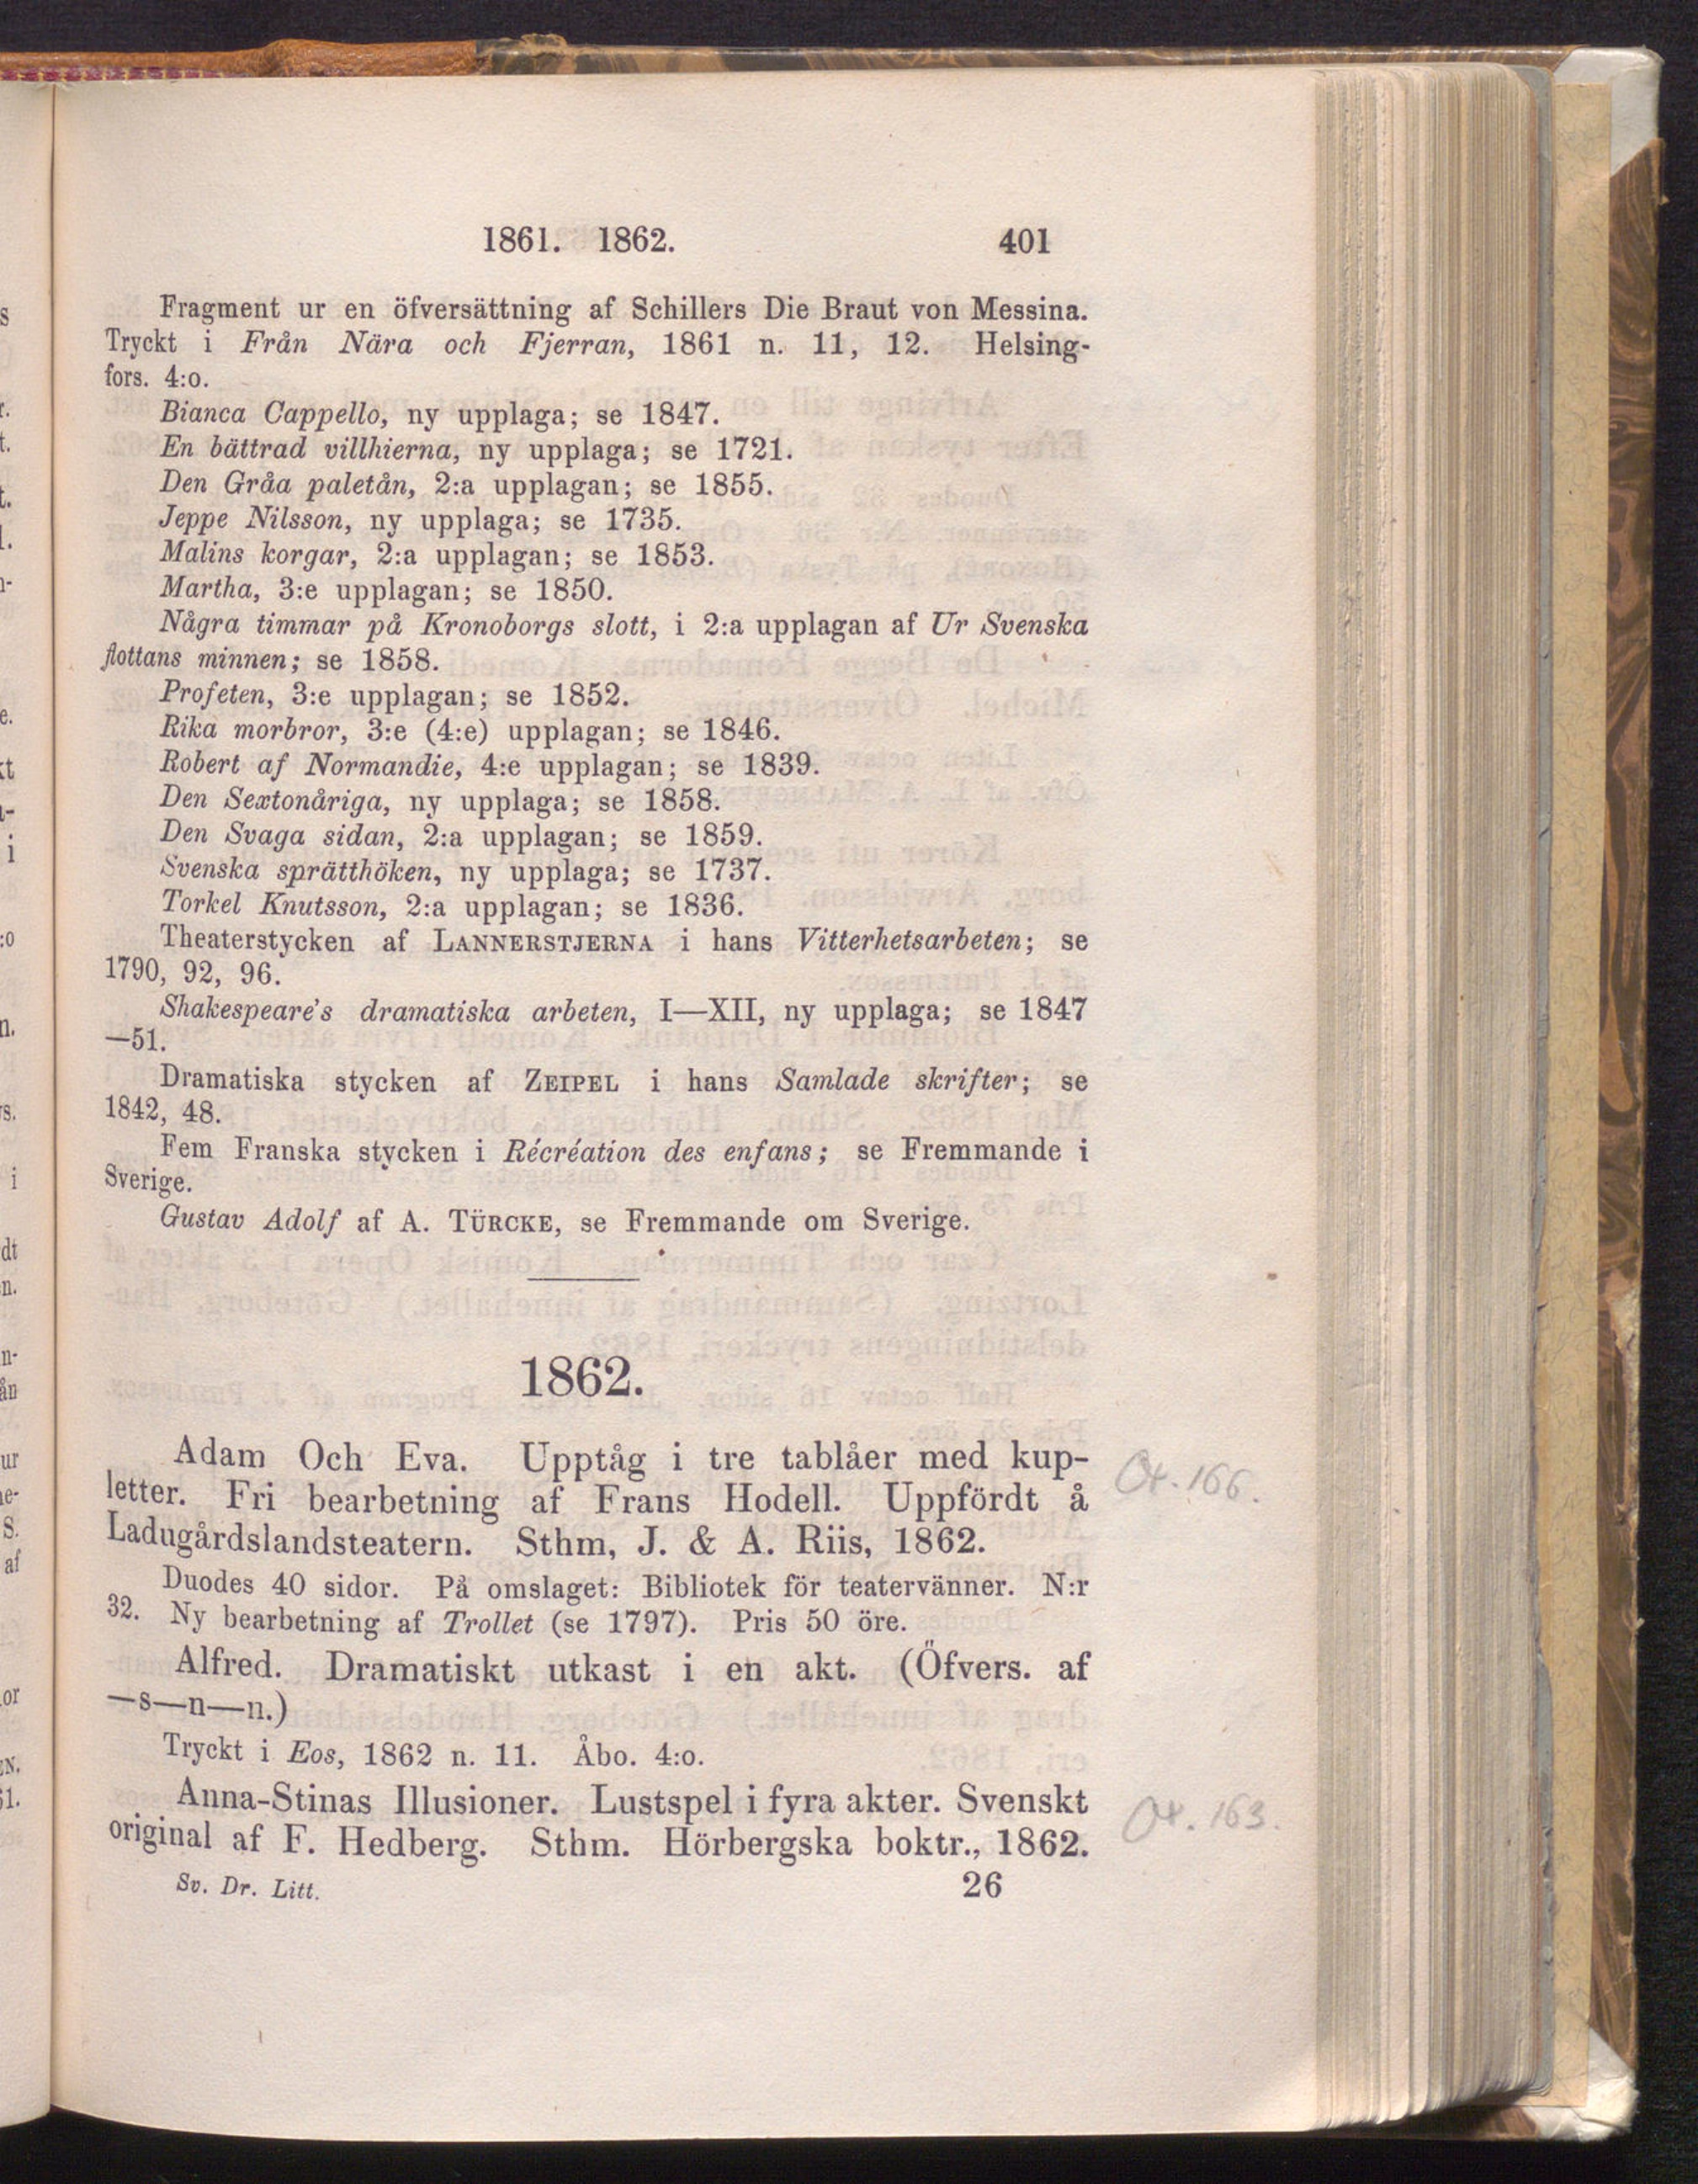 1861. 1862. 401
Fragment ur en öfversättning af Schillers Die Braut von Messina.
Tryckt i Från Nära och Fjerran, 1861 n. 11, 12. Helsing-
fors. 4:o.
Bianca Cappello, ny upplaga; se 1847.
En bättrad villhierna, ny upplaga; se 1721.
Den Gråa paletån, 2:a upplagan; se 1855.
Jeppe Nilsson, ny upplaga; se 1735.
Malins korgar, 2:a upplagan; se 1853.
Martha, 3:e upplagan; se 1850.
Några timmar på Kronoborgs slott, i 2:a upplagan af Ur Svenska
flottans minnen; se 1858.
Profeten, 3:e upplagan; se 1852.
Rika morbror, 3:e (4:e) upplagan; se 1846.
Robert af Normandie, 4:e upplagan; se 1839.
Den Sextonåriga, ny upplaga; se 1858.
Den Svaga sidan, 2:a upplagan; se 1859.
Svenska sprätthöken, ny upplaga; se 1737.
Torkel Knutsson, 2:a upplagan; se 1836.
Theaterstycken af LANNERSTJERNA i hans Vitterhetsarbeten; se
1790, 92, 96.
Shakespeare's dramatiska arbeten, I—XII, ny upplaga; se 1847
—51.
Dramatiska stycken af ZEIPEL i hans Samlade skrifter; se
1842, 48.
Fem Franska stycken i Récréation des enfans; se Fremmande i
Sverige.
Gustav Adolf af A. TÜRCKE, se Fremmande om Sverige.
1862.
Adam Och Eva. Upptåg i tre tablåer med kup-
letter. Fri bearbetning af Frans Hodell. Uppfördt å
Ladugårdslandsteatern. Sthm, J. & A. Riis, 1862.
Duodes 40 sidor. På omslaget: Bibliotek för teatervänner. N:r
32. Ny bearbetning af Trollet (se 1797). Pris 50 öre.
Alfred. Dramatiskt utkast i en akt. (Öfvers. af
—s—n—n.)
Tryckt i Eos, 1862 n. 11. Åbo. 4:o.
Anna-Stinas Illusioner. Lustspel i fyra akter. Svenskt
original af F. Hedberg. Sthm. Hörbergska boktr., 1862.
Sv. Dr. Litt. 26
166.
163.